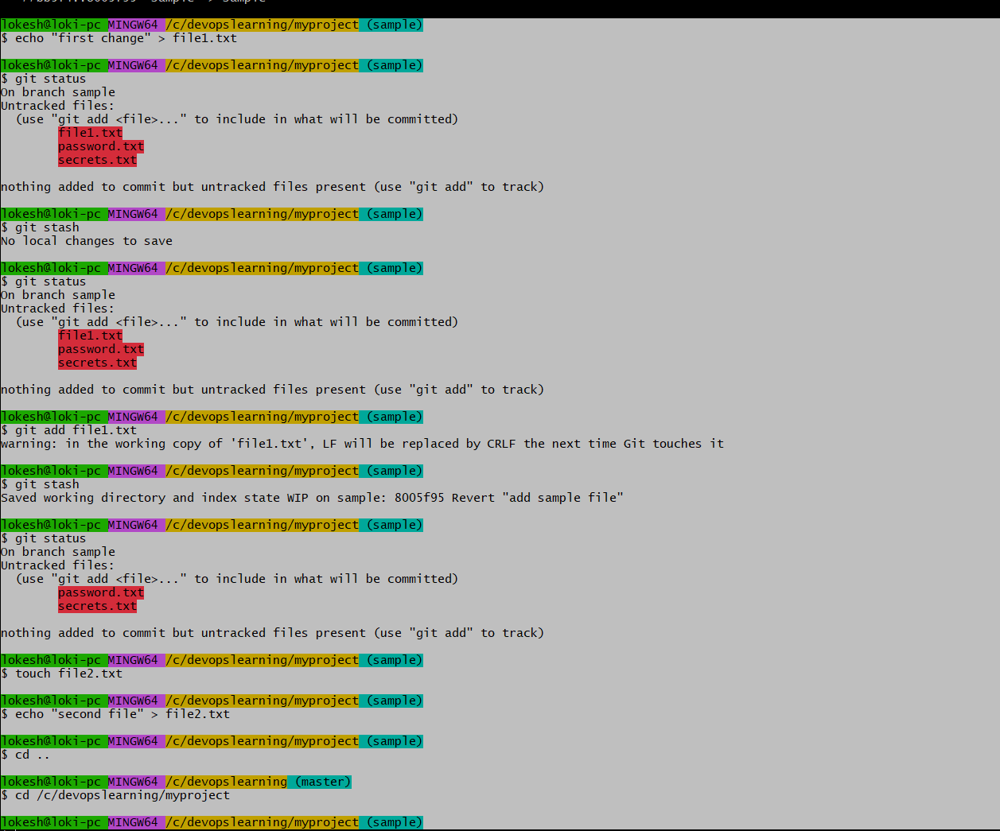 lokesh@loki-pc MINGW64 /c/devopslearning/myproject (sample)
$ echo "first change" > file1.txt
lokesh@loki-pc MINGW64 /c/devopslearning/myproject (sample)
$ git status
On branch sample
Untracked files:
  (use "git add <file>..." to include in what will be committed)
        file1.txt
        password.txt
        secrets.txt
nothing added to commit but untracked files present (use "git add" to track)
lokesh@loki-pc MINGW64 /c/devopslearning/myproject (sample)
$ git stash
No local changes to save
lokesh@loki-pc MINGW64 /c/devopslearning/myproject (sample)
$ git status
On branch sample
Untracked files:
  (use "git add <file>..." to include in what will be committed)
        file1.txt
        password.txt
        secrets.txt
nothing added to commit but untracked files present (use "git add" to track)
lokesh@loki-pc MINGW64 /c/devopslearning/myproject (sample)
$ git add file1.txt
warning: in the working copy of 'file1.txt', LF will be replaced by CRLF the next time Git touches it
lokesh@loki-pc MINGW64 /c/devopslearning/myproject (sample)
$ git stash
Saved working directory and index state WIP on sample: 8005f95 Revert "add sample file"
lokesh@loki-pc MINGW64 /c/devopslearning/myproject (sample)
$ git status
On branch sample
Untracked files:
  (use "git add <file>..." to include in what will be committed)
        password.txt
        secrets.txt
nothing added to commit but untracked files present (use "git add" to track)
lokesh@loki-pc MINGW64 /c/devopslearning/myproject (sample)
$ touch file2.txt
lokesh@loki-pc MINGW64 /c/devopslearning/myproject (sample)
$ echo "second file" > file2.txt
lokesh@loki-pc MINGW64 /c/devopslearning/myproject (sample)
$ cd ..
lokesh@loki-pc MINGW64 /c/devopslearning (master)
$ cd /c/devopslearning/myproject
lokesh@loki-pc MINGW64 /c/devopslearning/myproject (sample)